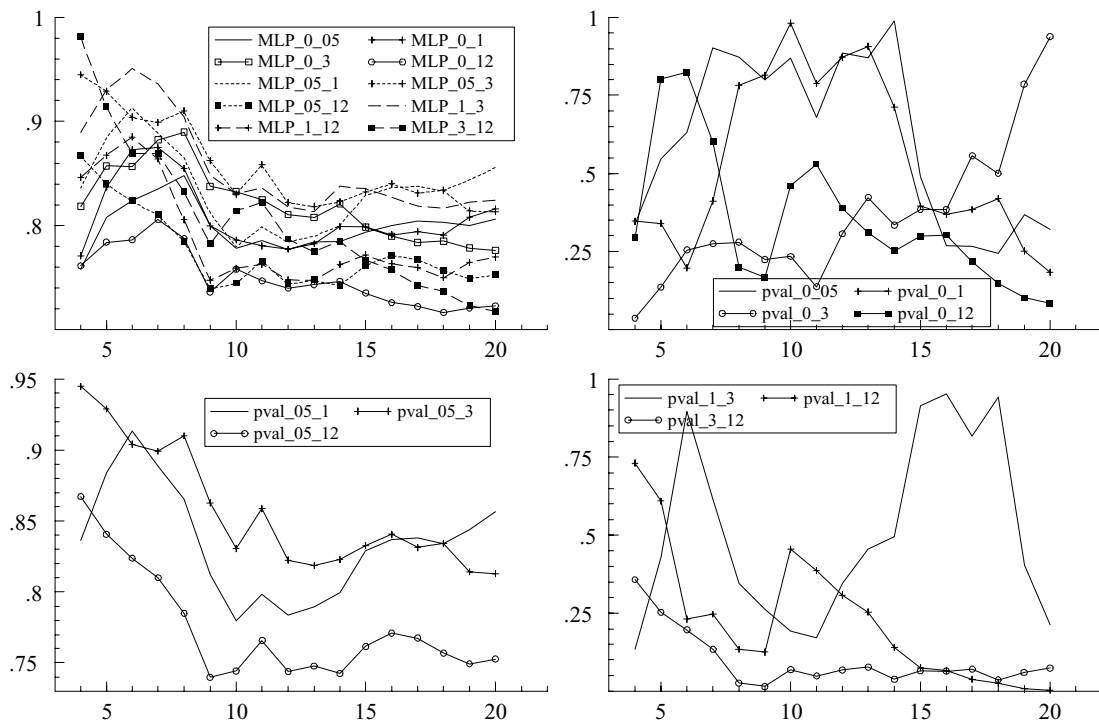 1
.9
.8
5 10 15 20
MLP_0_05 MLP_0_1
MLP_0_3 MLP_0_12
MLP_05_1 MLP_05_3
MLP_05_12 MLP_1_3
MLP_1_12 MLP_3_12
1
.75
.5
.25
5 10 15 20
pval_0_05 pval_0_1
pval_0_3 pval_0_12
.95
.9
.85
.8
.75
5 10 15 20
pval_05_1 pval_05_3
pval_05_12
1
.75
.5
.25
5 10 15 20
pval_1_3 pval_1_12
pval_3_12